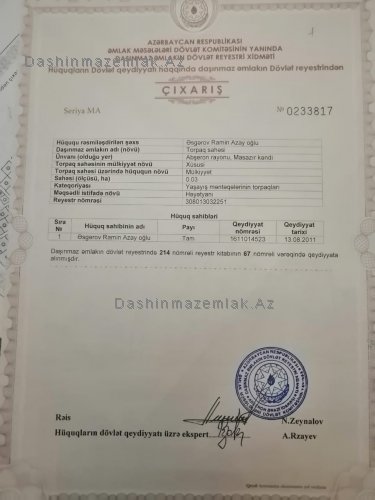 AZƏRBAYCAN RESPUBLİKASI
ƏMLAK MƏSƏLƏLƏRİ DÖVLƏT KOMİTƏSİNİN YANINDA
DAŞINMAZ ƏMLAKIN DÖVLƏT REYESTRİ XİDMƏTİ
Dashinmazemlak.Az
Hüquqların Dövlət qeydiyyatı haqqında daşınmaz əmlakın Dövlət reyestrindən
ÇIXARIŞ
Seriya MA № 0233817
Hüququ rəsmiləşdirilən şəxs Əsgərov Ramin Azay oğlu
Daşınmaz əmlakın adı (növü) Torpaq sahəsi
Ünvanı (olduğu yer) Abşeron rayonu, Masazır kəndi
Torpaq sahəsinin mülkiyyət növü Xüsusi
Torpaq sahəsi üzərində hüququn növü Mülkiyyət
Sahəsi (ölçüsü, ha) 0.03
Kateqoriyası Yaşayış məntəqələrinin torpaqları
Məqsədli istifadə növü Həyətyanı
Reyestr nömrəsi 308013032251
Hüquq sahibləri
Sıra № Hüquq sahibinin adı Payı Qeydiyyat nömrəsi Qeydiyyat tarixi
1 Əsgərov Ramin Azay oğlu Tam 1611014523 13.08.2011
Daşınmaz əmlakın dövlət reyestrində 214 nömrəli reyestr kitabının 67 nömrəli vərəqində qeydiyyata
alınmışdır.
Dashinmazemlak.Az
Rəis N.Zeynalov
Hüquqların dövlət qeydiyyatı üzrə ekspert A.Rzayev